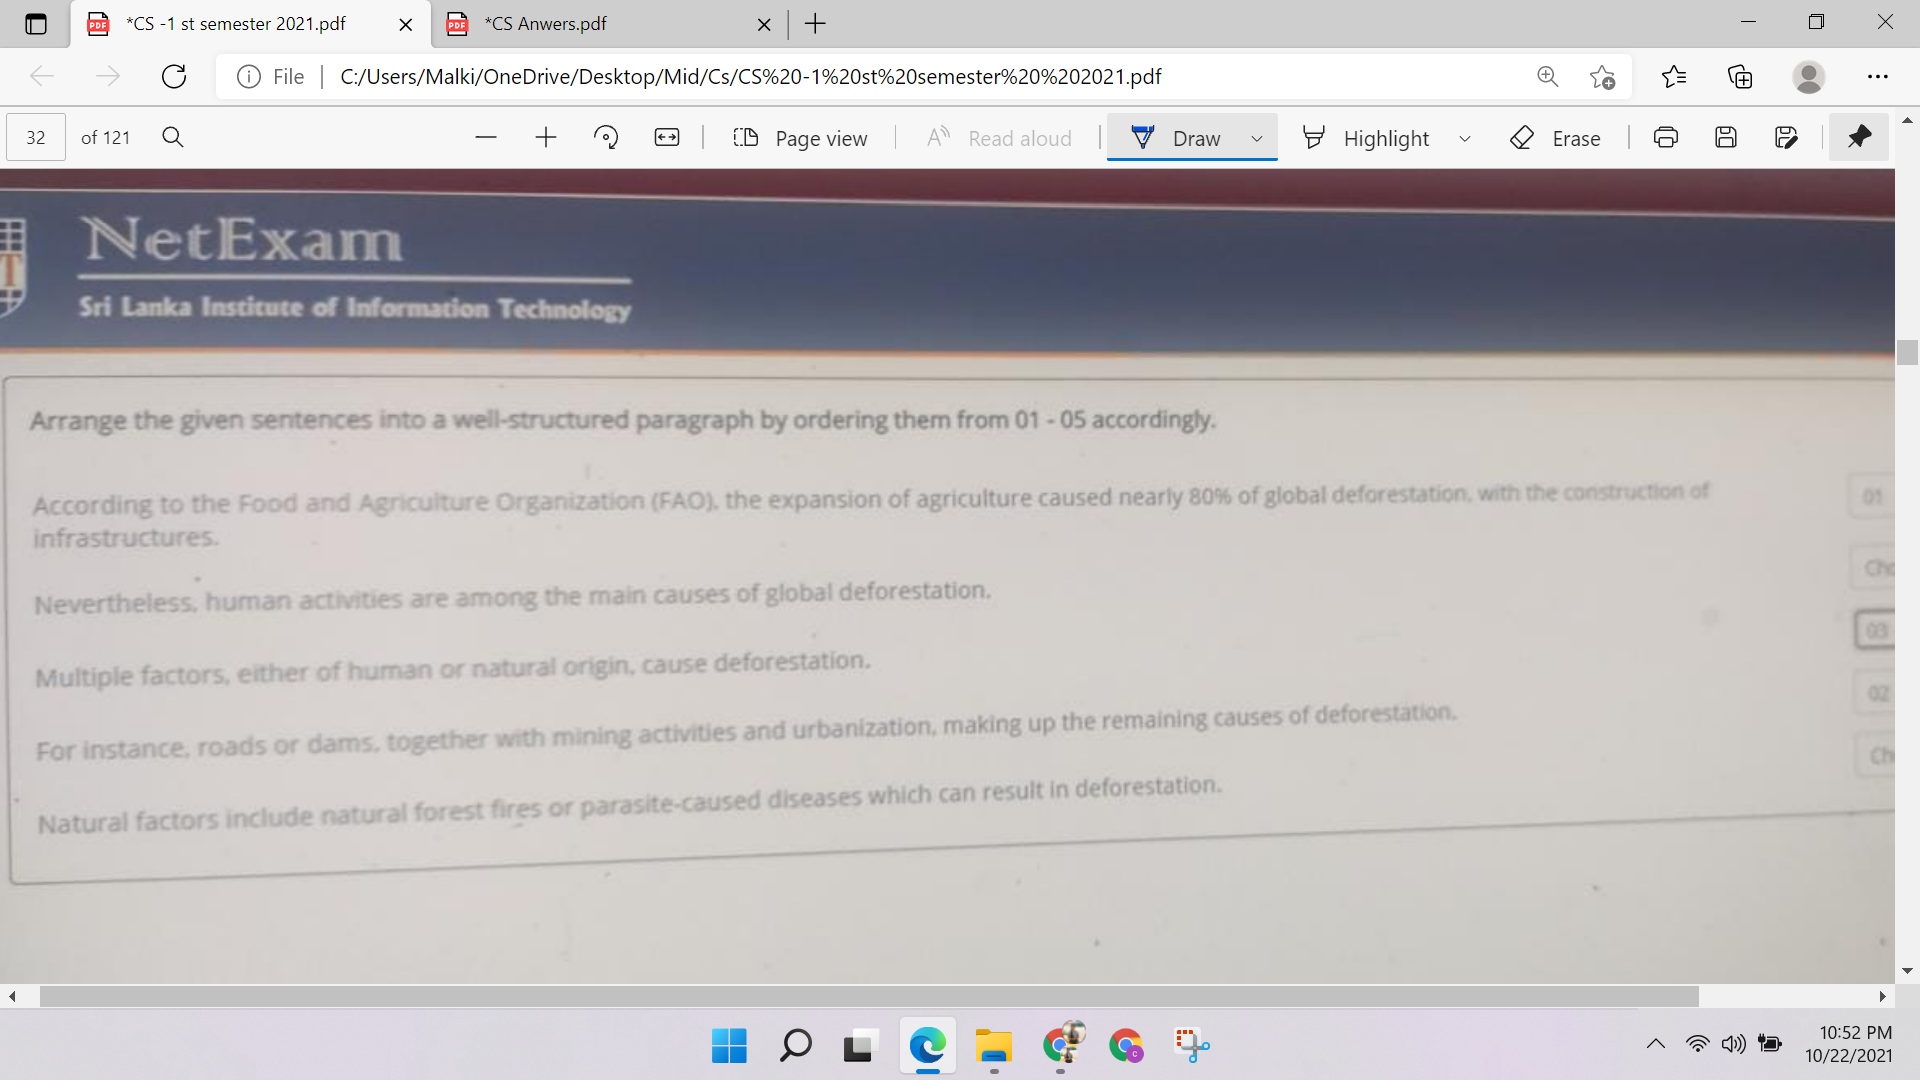 *CS -1 st semester 2021.pdf
*CS Anwers.pdf
File
C:/Users/Malki/OneDrive/Desktop/Mid/Cs/CS%20-1%20st%20semester%20%202021.pdf
32 of 121
Page view
Read aloud
Draw
Highlight
Erase
NetExam
T
Sri Lanka Institute of Information Technology
Arrange the given sentences into a well-structured paragraph by ordering them from 01 - 05 accordingly.
According to the Food and Agriculture Organization (FAO), the expansion of agriculture caused nearly 80% of global deforestation, with the construction of
infrastructures.
01
Nevertheless, human activities are among the main causes of global deforestation.
Cho
Multiple factors, either of human or natural origin, cause deforestation.
03
For instance, roads or dams, together with mining activities and urbanization, making up the remaining causes of deforestation.
02
Natural factors include natural forest fires or parasite-caused diseases which can result in deforestation.
Ch
10:52 PM
10/22/2021